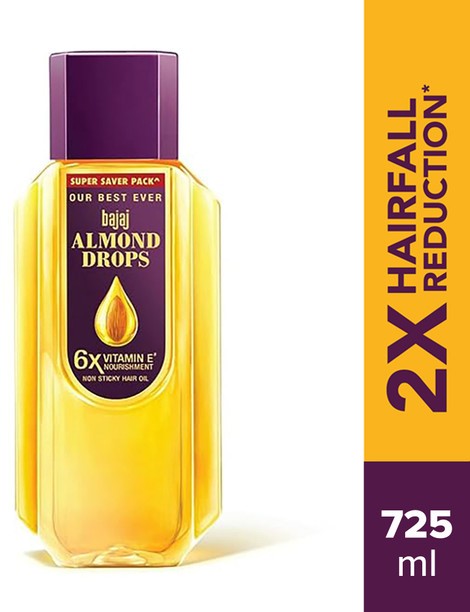 SUPER SAVER PACK^
OUR BEST EVER
bajaj
ALMOND
DROPS
6X VITAMIN E*
NOURISHMENT
NON STICKY HAIR OIL
2X HAIRFALL
REDUCTION*
725
ml